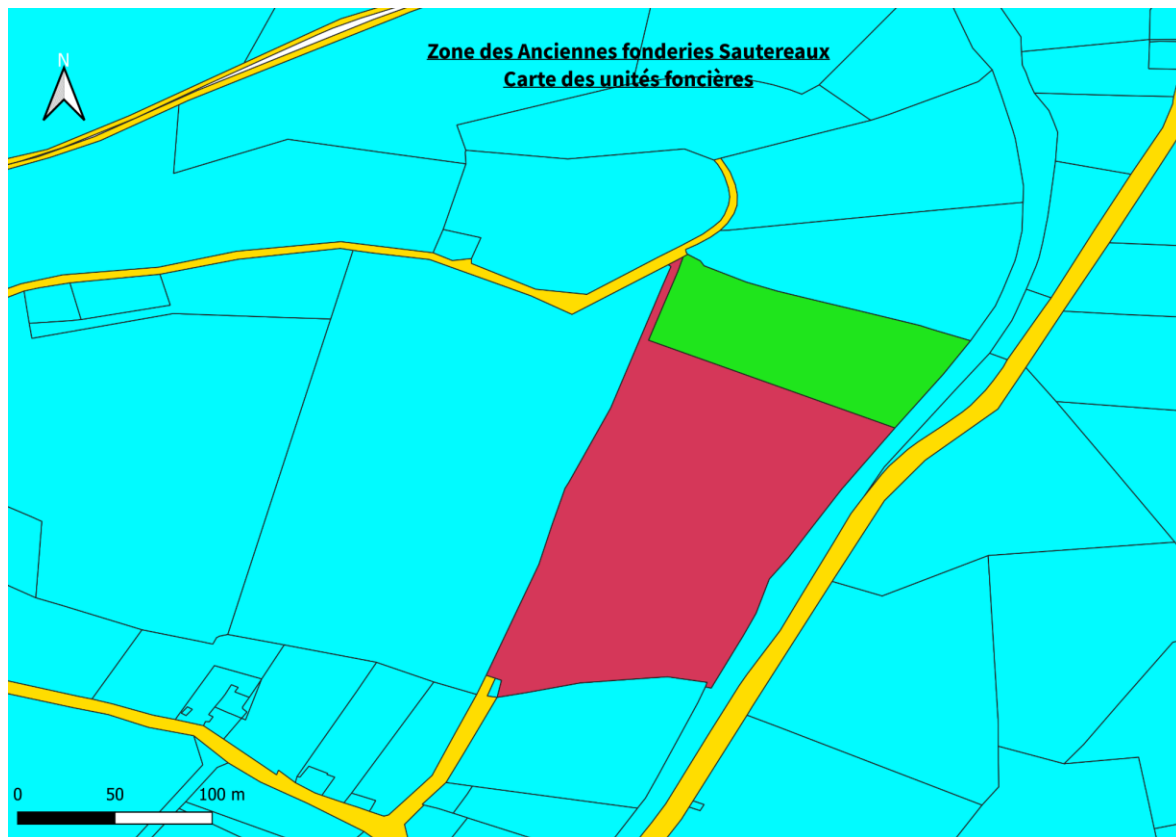 Zone des Anciennes fonderies Sautereaux
Carte des unités foncières
N
0 50 100 m